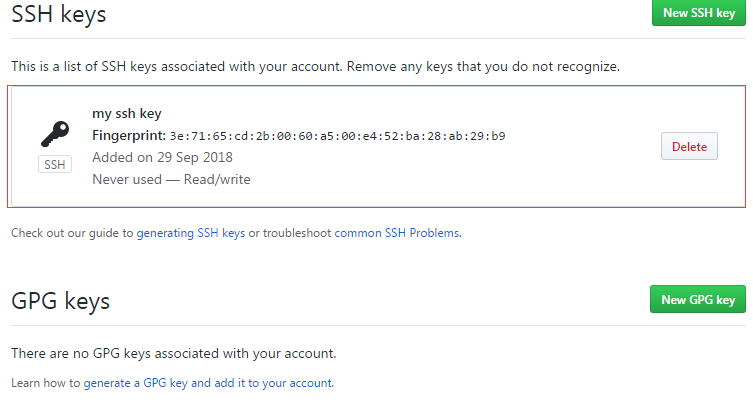 SSH keys
New SSH key
This is a list of SSH keys associated with your account. Remove any keys that you do not recognize.
my ssh key
Fingerprint: 3e:71:65:cd:2b:00:60:a5:00:e4:52:ba:28:ab:29:b9
SSH
Added on 29 Sep 2018
Never used — Read/write
Delete
Check out our guide to generating SSH keys or troubleshoot common SSH Problems.
GPG keys
New GPG key
There are no GPG keys associated with your account.
Learn how to generate a GPG key and add it to your account.